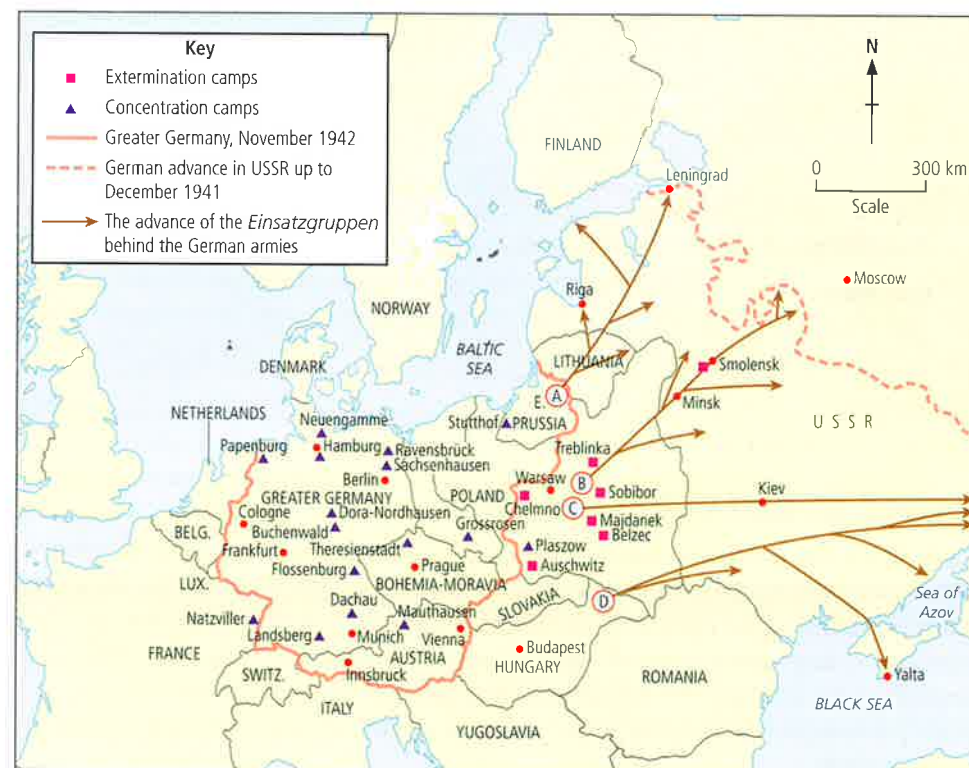 Key
Extermination camps
Concentration camps
Greater Germany, November 1942
German advance in USSR up to
December 1941
The advance of the Einsatzgruppen
behind the German armies
N
0 300 km
Scale
FINLAND
Leningrad
Moscow
NORWAY
Riga
BALTIC
SEA
DENMARK
LITHUANIA
Smolensk
A
Minsk
E.
PRUSSIA
NETHERLANDS
Neuengamme
Stutthof
USSR
Papenburg
Hamburg
Ravensbrück
Sachsenhausen
Treblinka
Berlin
Warsaw
B
Sobibor
Kiev
GREATER GERMANY
POLAND
Chelmno
C
Cologne
Dora-Nordhausen
Grossrosen
Majdanek
BELG.
Buchenwald
Belzec
Frankfurt
Theresienstadt
Plaszow
Flossenburg
Prague
Auschwitz
LUX.
BOHEMIA-MORAVIA
D
SLOVAKIA
Sea of
Azov
Dachau
Mauthausen
Natzviller
Landsberg
Munich
Vienna
Budapest
FRANCE
AUSTRIA
HUNGARY
SWITZ.
Innsbruck
ROMANIA
Yalta
ITALY
BLACK SEA
YUGOSLAVIA